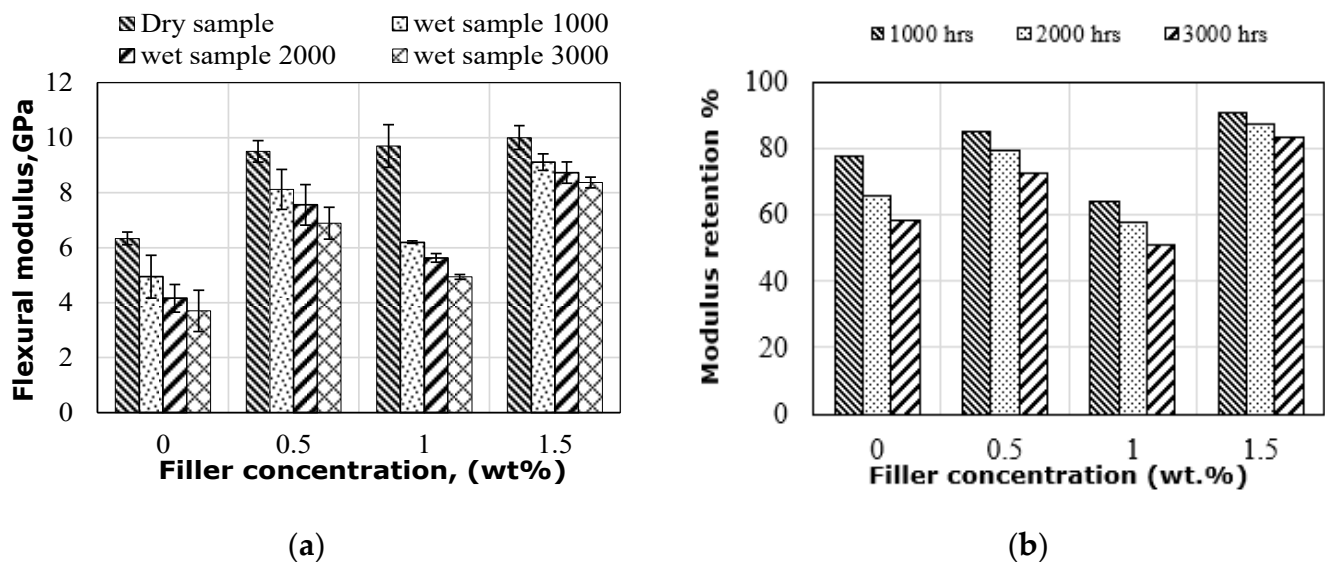 Dry sample
wet sample 1000
wet sample 2000
wet sample 3000
Flexural modulus,GPa
12
10
8
6
4
2
0
0 0.5 1 1.5
Filler concentration, (wt%)
(a)
1000 hrs 2000 hrs 3000 hrs
Modulus retention %
100
80
60
40
20
0
0 0.5 1 1.5
Filler concentration (wt.%)
(b)